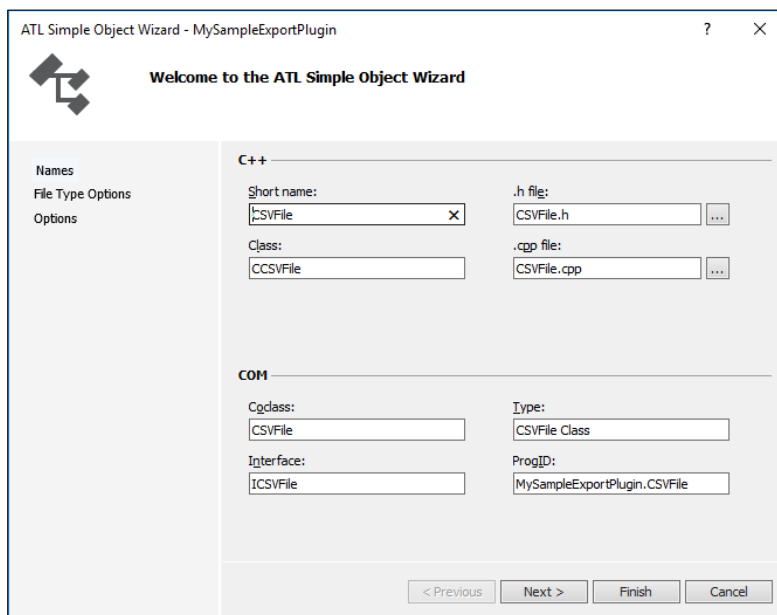 ATL Simple Object Wizard - MySampleExportPlugin
?
Welcome to the ATL Simple Object Wizard
Names
File Type Options
Options
C++
Short name:
.h file:
CSVFile
CSVFile.h
...
Class:
.cpp file:
CCSVFile
CSVFile.cpp
...
COM
Coclass:
Type:
CSVFile
CSVFile Class
Interface:
ProgID:
ICSVFile
MySampleExportPlugin.CSVFile
< Previous
Next >
Finish
Cancel